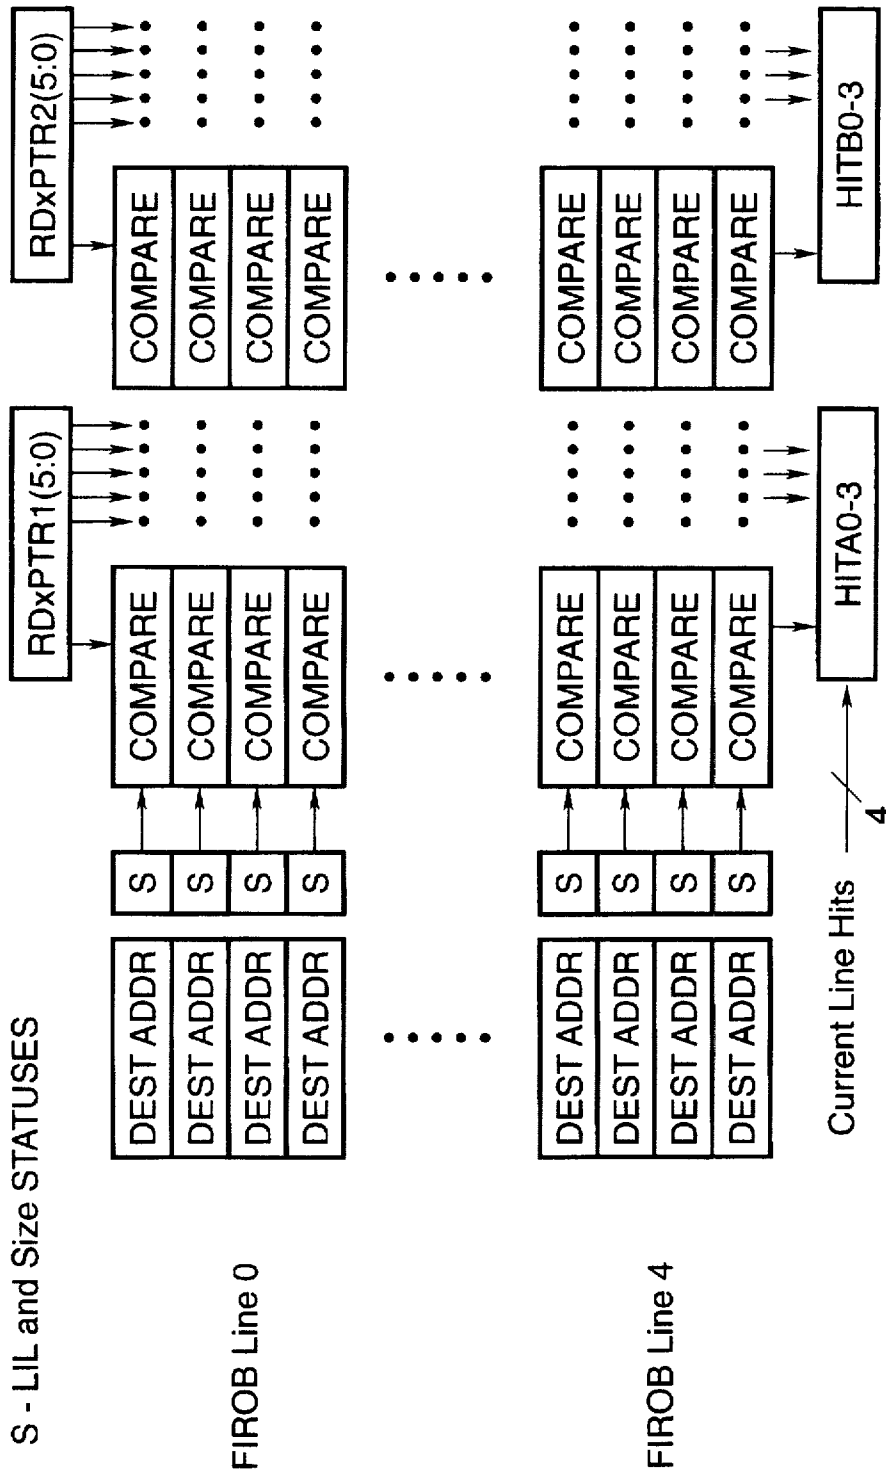 S - LIL and Size STATUSES
RDxPTR1(5:0) RDxPTR2(5:0)
DEST ADDR S COMPARE COMPARE
DEST ADDR S COMPARE COMPARE
FIROB Line 0
DEST ADDR S COMPARE COMPARE
DEST ADDR S COMPARE COMPARE
DEST ADDR S COMPARE COMPARE
DEST ADDR S COMPARE COMPARE
FIROB Line 4
DEST ADDR S COMPARE COMPARE
DEST ADDR S COMPARE COMPARE
Current Line Hits HITA0-3 HITB0-3
4